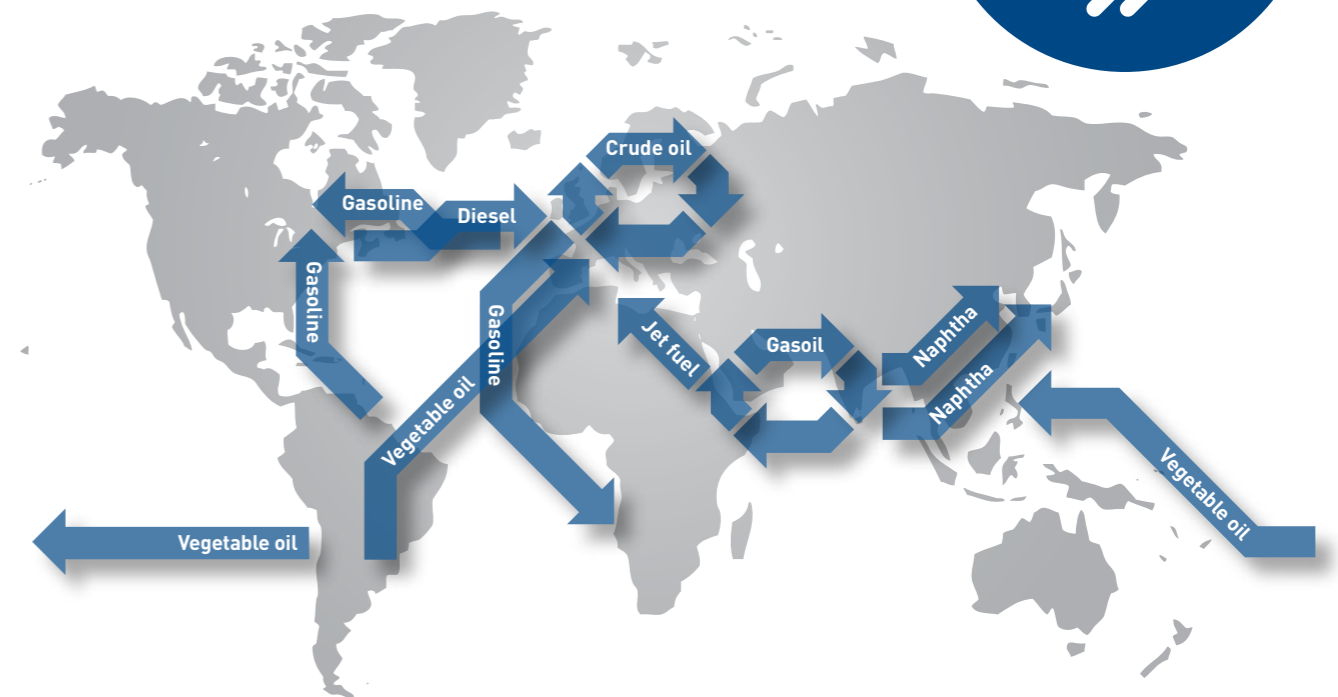 Crude oil
Gasoline
Diesel
Gasoline
Gasoline
Vegetable oil
Jet fuel
Gasoil
Naphtha
Naphtha
Vegetable oil
Vegetable oil